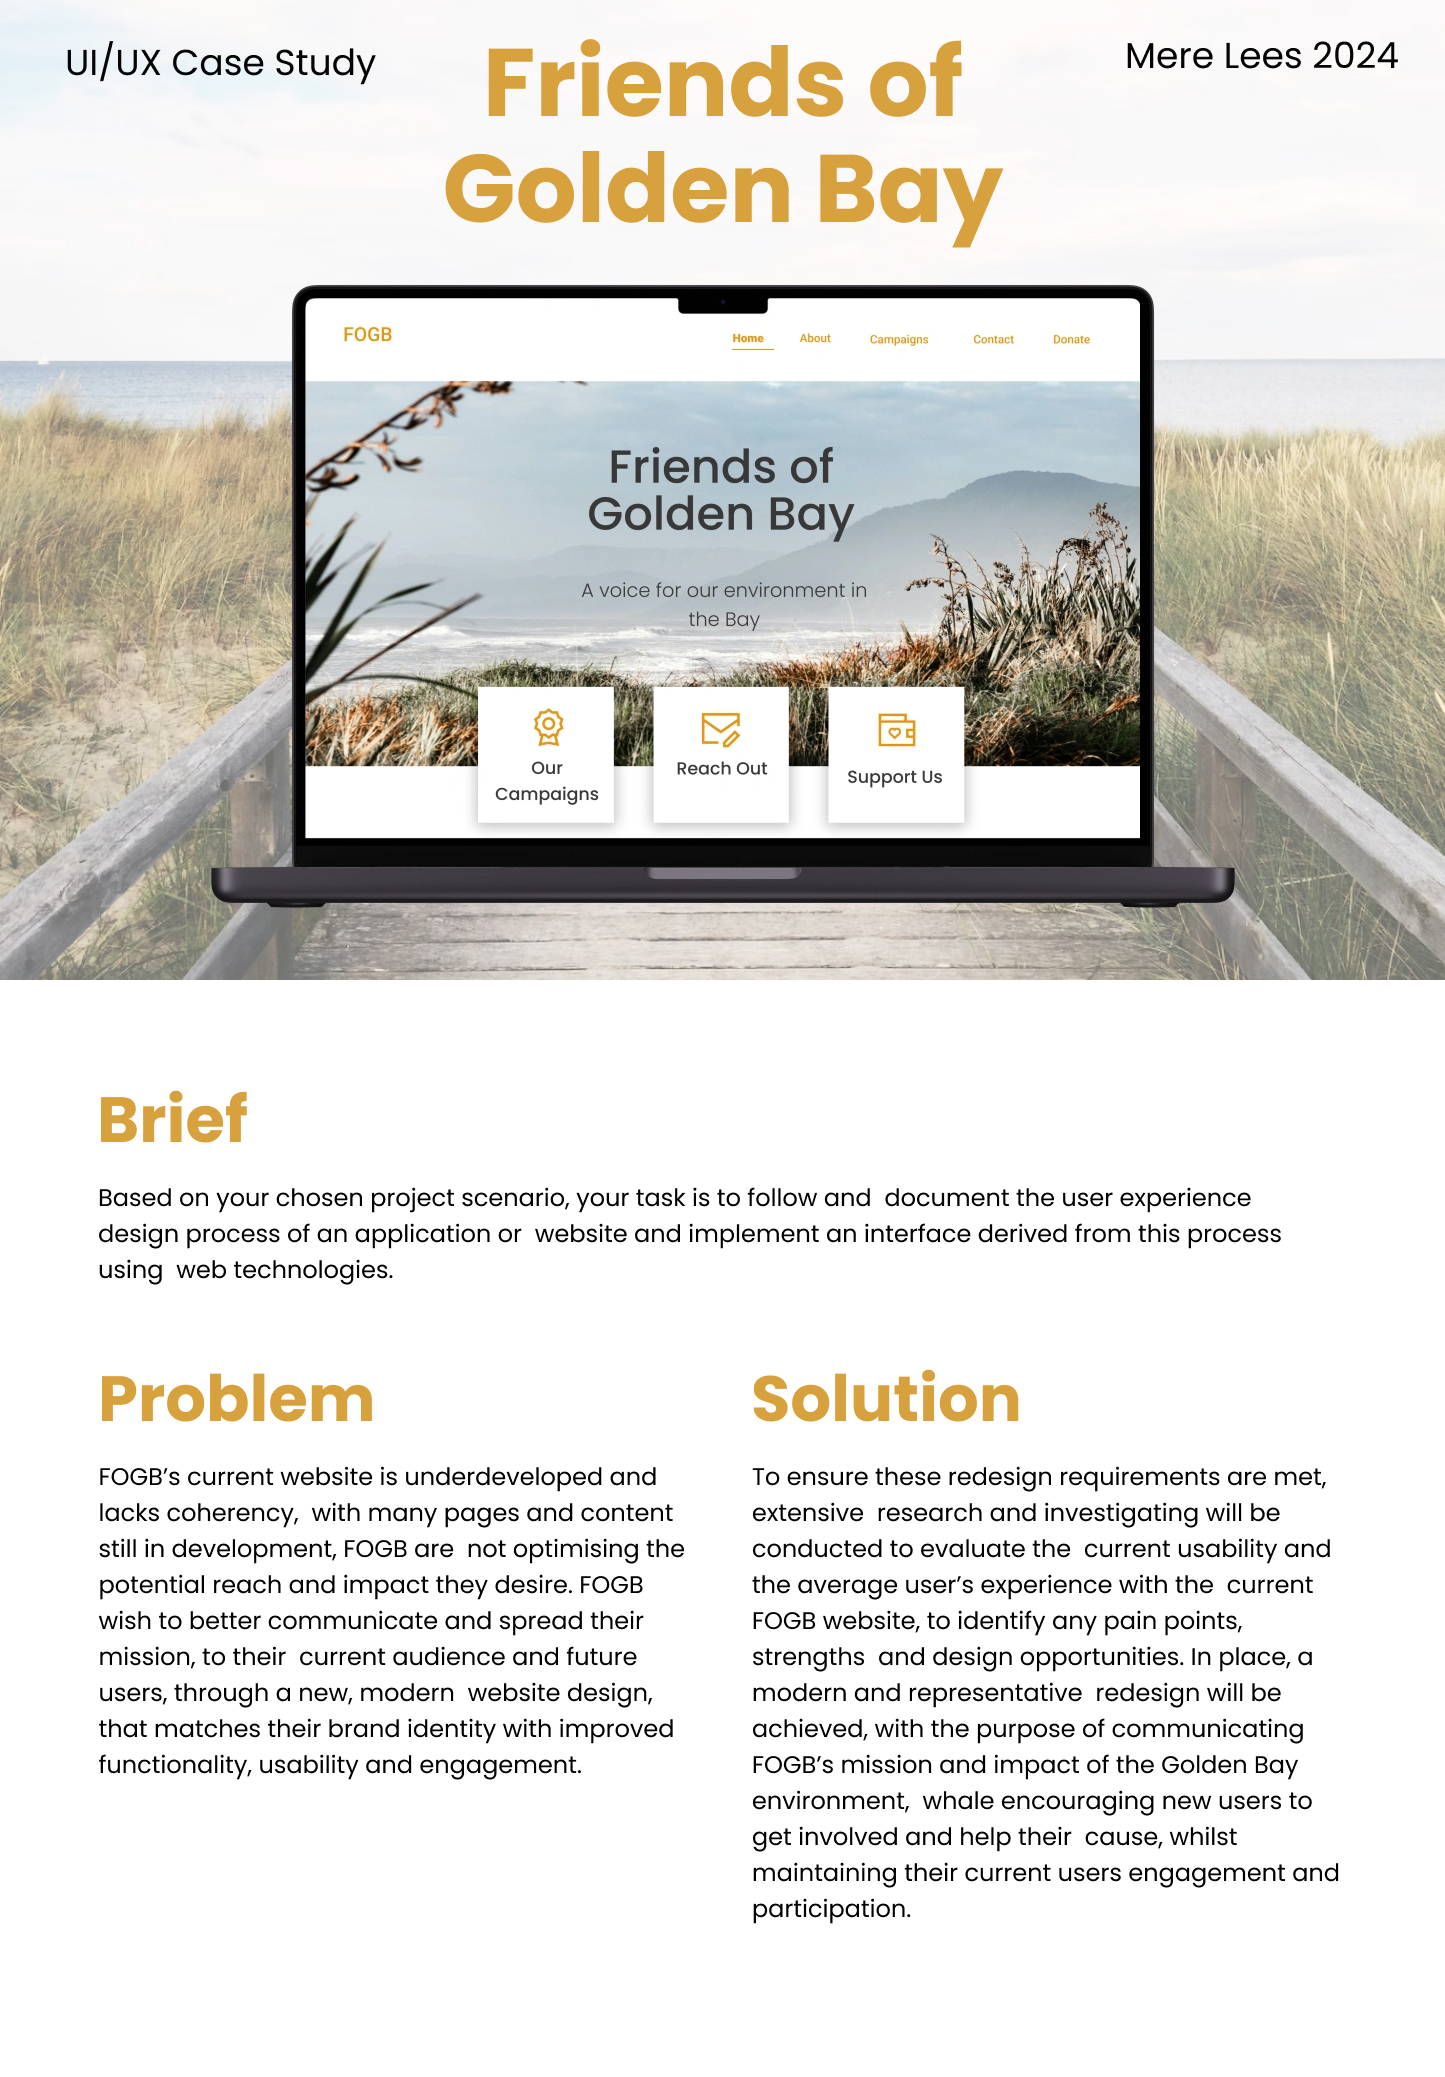 UI/UX Case Study
Friends of
Golden Bay
Mere Lees 2024
FOGB
Home About Campaigns Contact Donate
Friends of
Golden Bay
A voice for our environment in
the Bay
Our
Campaigns
Reach Out
Support Us
Brief
Based on your chosen project scenario, your task is to follow and  document the user experience
design process of an application or  website and implement an interface derived from this process
using  web technologies.
Problem
FOGB’s current website is underdeveloped and
lacks coherency,  with many pages and content
still in development, FOGB are  not optimising the
potential reach and impact they desire. FOGB
wish to better communicate and spread their
mission, to their  current audience and future
users, through a new, modern  website design,
that matches their brand identity with improved
functionality, usability and engagement.
Solution
To ensure these redesign requirements are met,
extensive  research and investigating will be
conducted to evaluate the  current usability and
the average user’s experience with the  current
FOGB website, to identify any pain points,
strengths  and design opportunities. In place, a
modern and representative  redesign will be
achieved, with the purpose of communicating
FOGB’s mission and impact of the Golden Bay
environment,  whale encouraging new users to
get involved and help their  cause, whilst
maintaining their current users engagement and
participation.